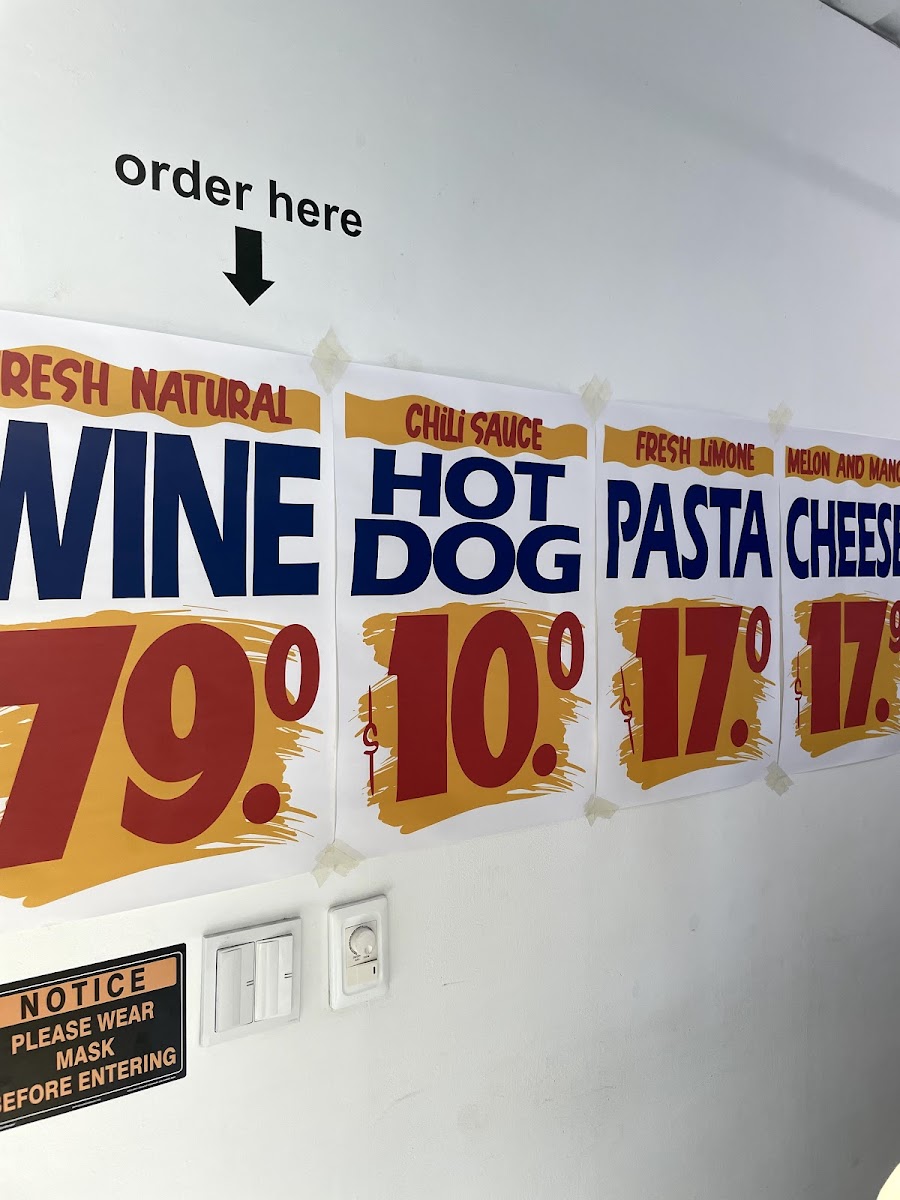 order here
RESH NATURAL
WINE
79.0
CHiLi SAUCE
HOT
DOG
10.0
FRESH LiMONE
PASTA
17.0
MELON AND MANG
CHEESE
17.9
NOTICE
PLEASE WEAR
MASK
BEFORE ENTERING